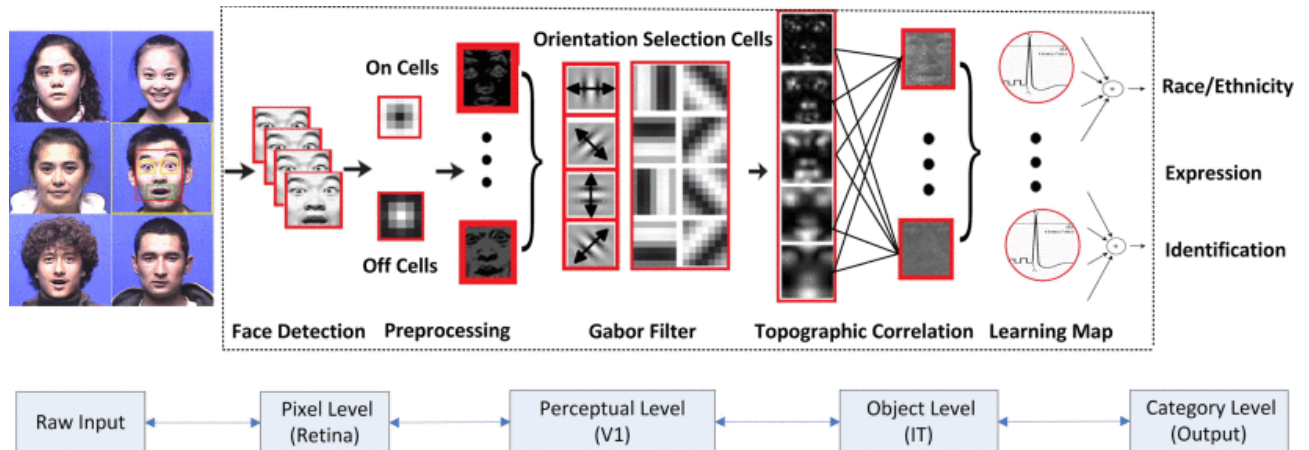 Orientation Selection Cells
On Cells
Off Cells
Race/Ethnicity
Expression
Identification
Face Detection
Preprocessing
Gabor Filter
Topographic Correlation
Learning Map
Raw Input
Pixel Level
(Retina)
Perceptual Level
(V1)
Object Level
(IT)
Category Level
(Output)